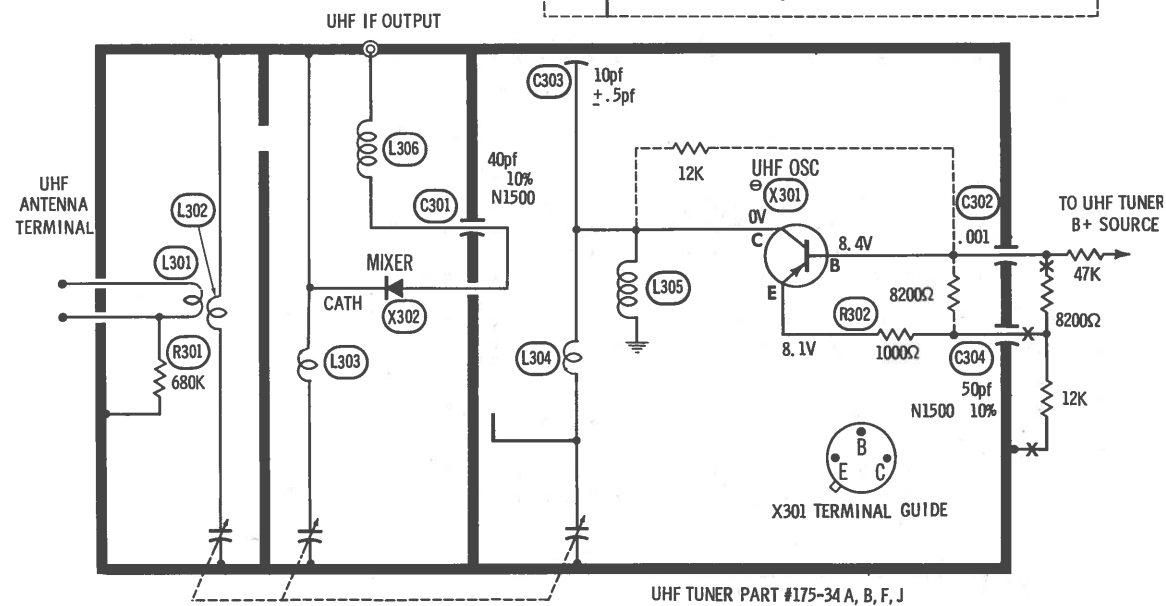 UHF IF OUTPUT
C303
10pf
+.5pf
L306
12K
UHF OSC
⊖
X301
40pf
10%
N1500
UHF
ANTENNA
TERMINAL
L302
C301
0V
C
C302
TO UHF TUNER
B+ SOURCE
.001
8.4V
B
L301
MIXER
47K
CATH
X302
L305
E
R302
8200Ω
8200Ω
R301
680K
L303
L304
8.1V
1000Ω
C304
50pf
N1500 10%
12K
B
E
C
X301 TERMINAL GUIDE
UHF TUNER PART #175-34 A, B, F, J